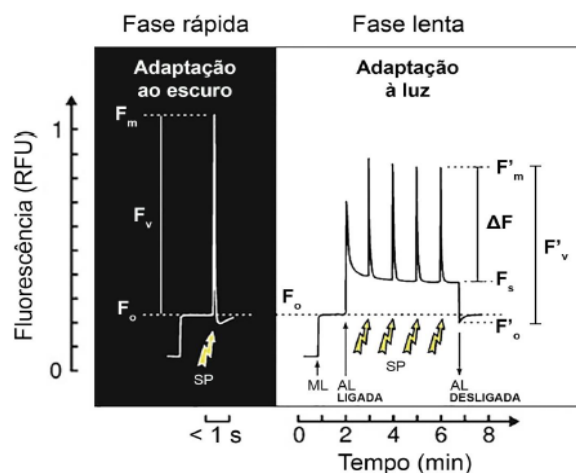 Fase rápida
Fase lenta
Adaptação
ao escuro
Adaptação
à luz
Fluorescência (RFU)
1
0
Fm
Fv
Fo
SP
< 1 s
Fo
ML
AL
LIGADA
SP
AL
DESLIGADA
F'm
ΔF
F'v
Fs
F'o
0 2 4 6 8
Tempo (min)